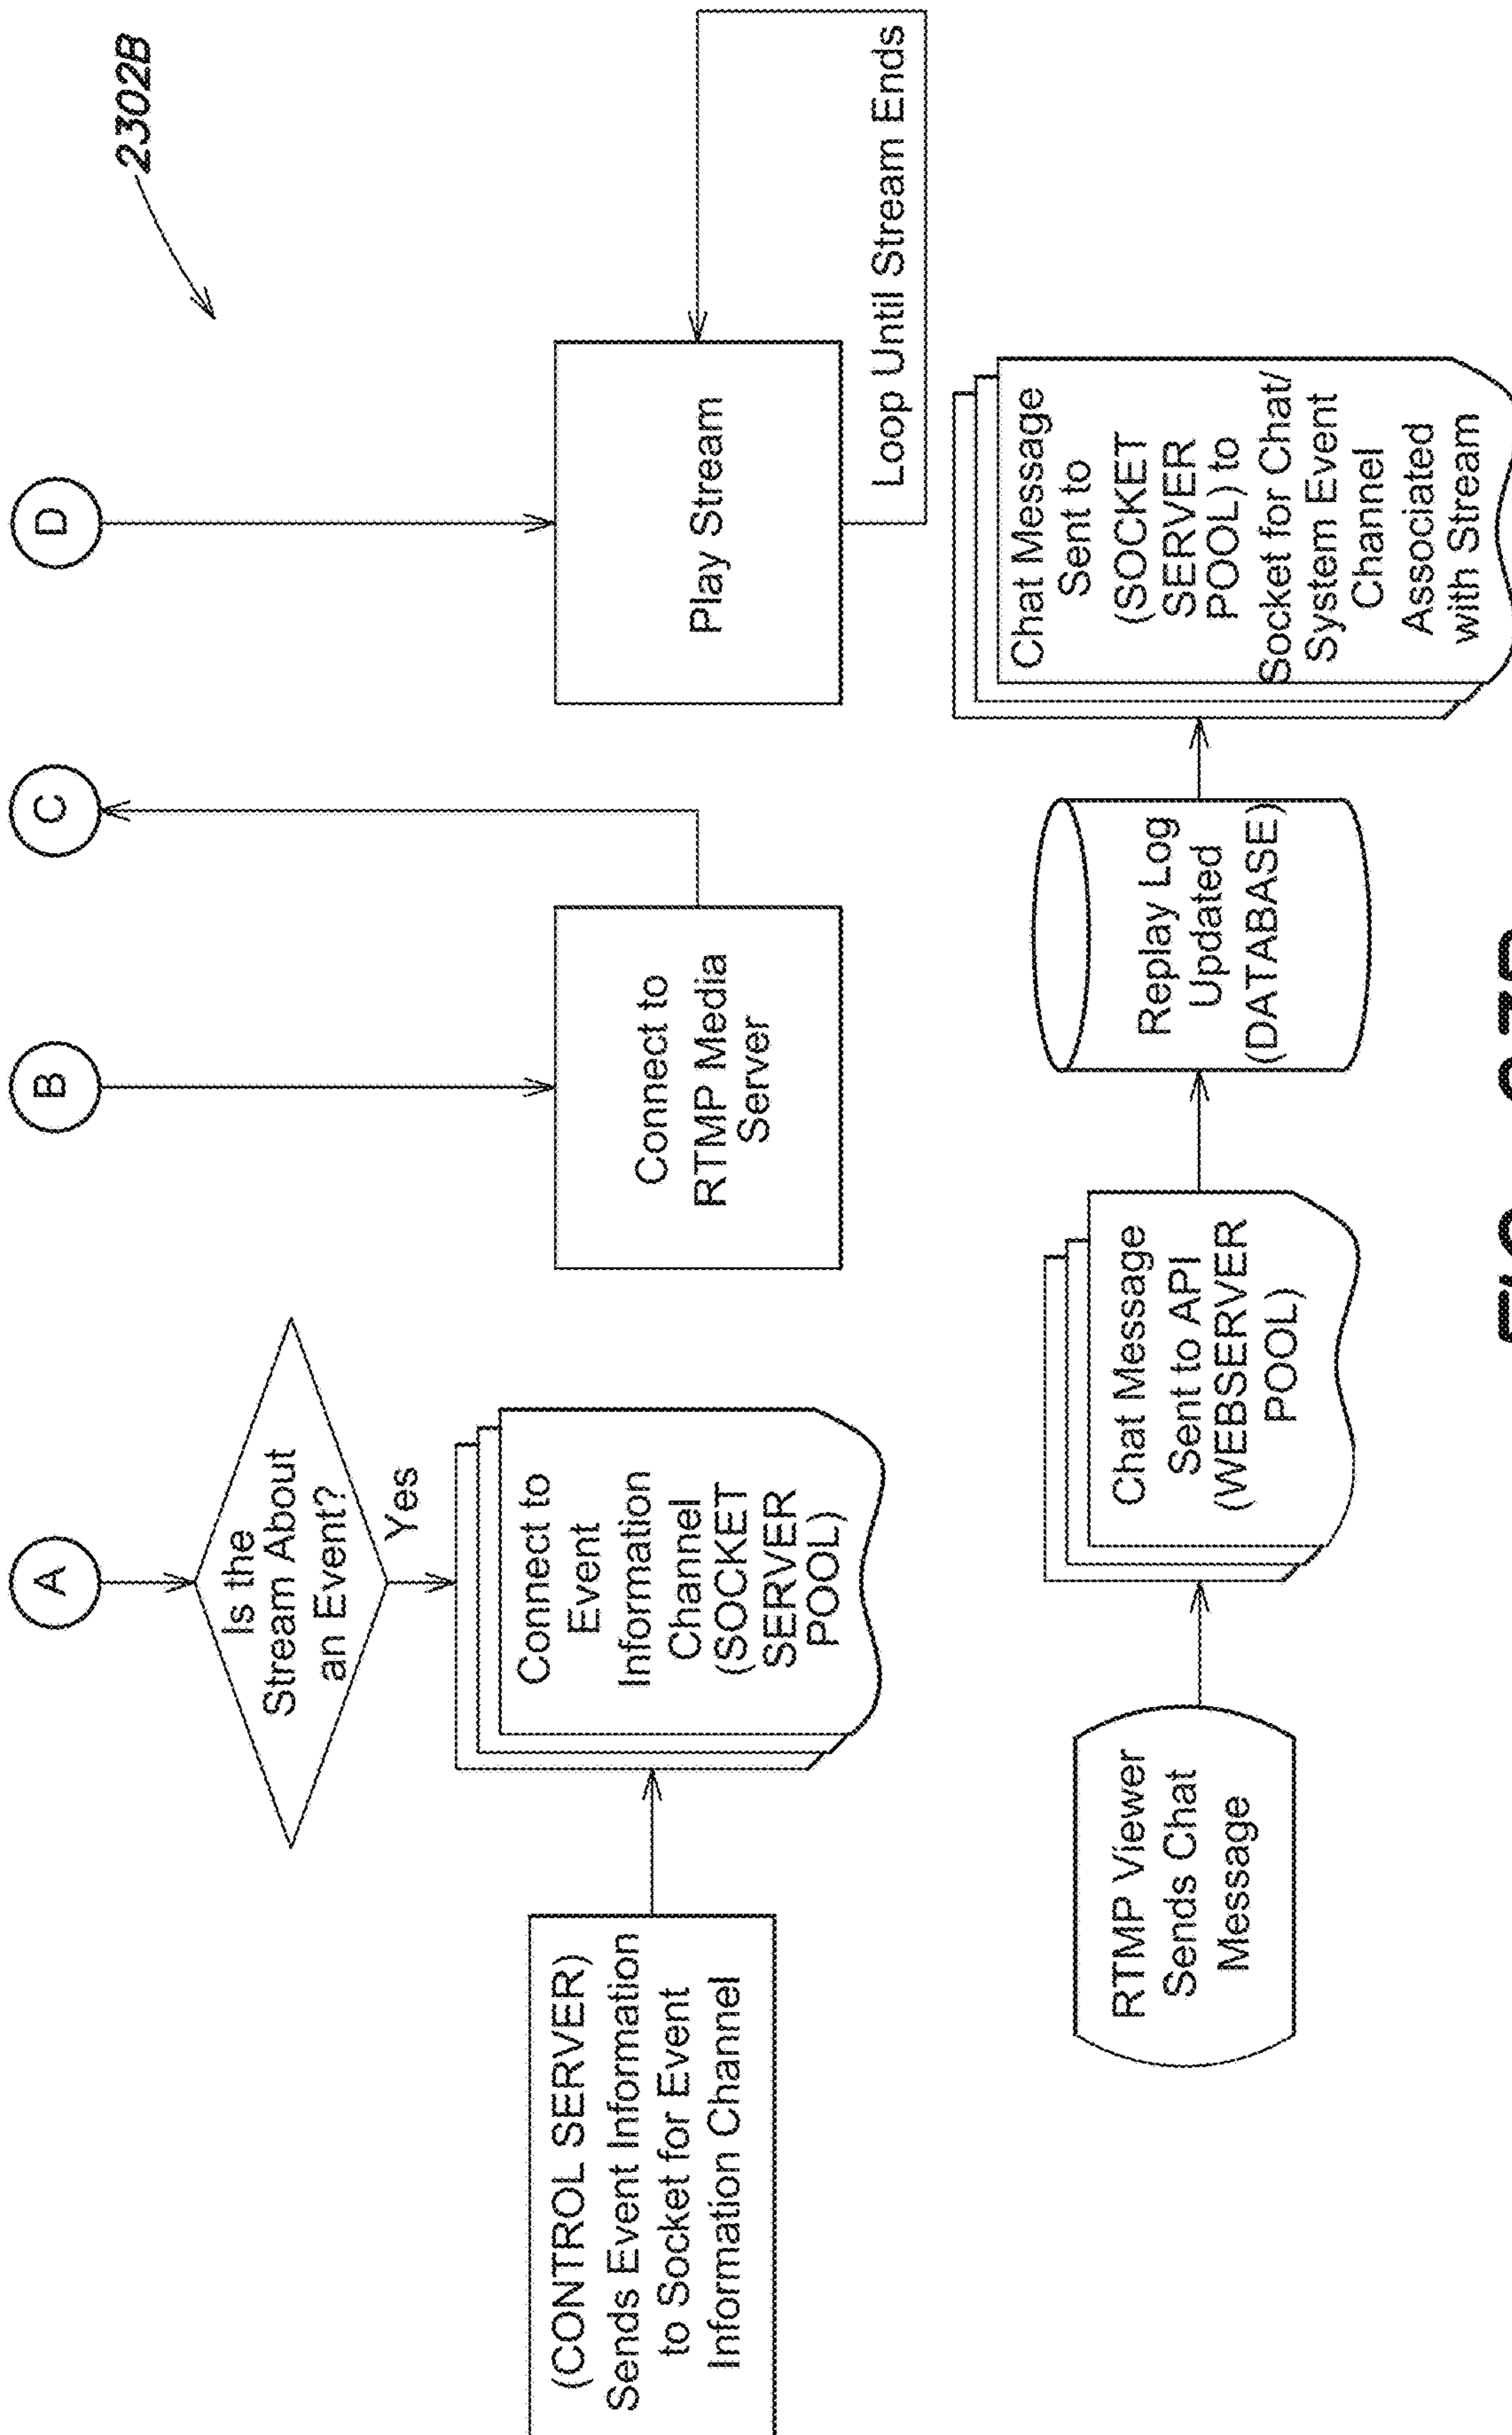 2302B
A
B
C
D
Is the
Stream About
an Event?
Yes
Connect to
RTMP Media
Server
Play Stream
Loop Until Stream Ends
(CONTROL SERVER)
Sends Event Information
to Socket for Event
Information Channel
Connect to
Event
Information
Channel
(SOCKET
SERVER
POOL)
RTMP Viewer
Sends Chat
Message
Chat Message
Sent to API
(WEBSERVER
POOL)
Replay Log
Updated
(DATABASE)
Chat Message
Sent to
(SOCKET
SERVER
POOL) to
Socket for Chat/
System Event
Channel
Associated
with Stream